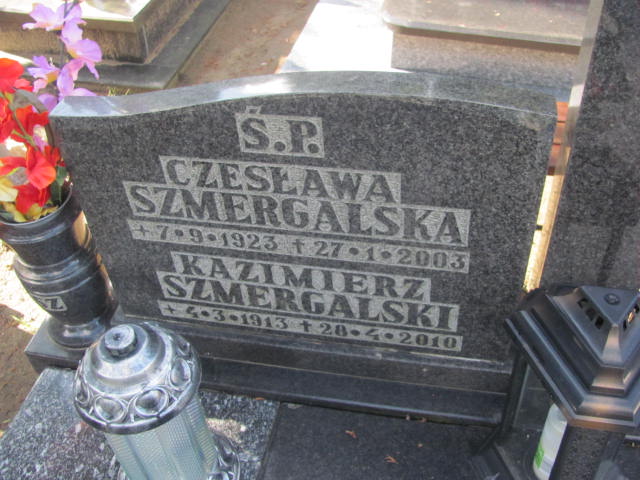 Ś.P.
CZESŁAWA
SZMERGALSKA
+7•9•1923 +27•1•2003
KAZIMIERZ
SZMERGALSKI
+4•3•1913 +28•4•2010